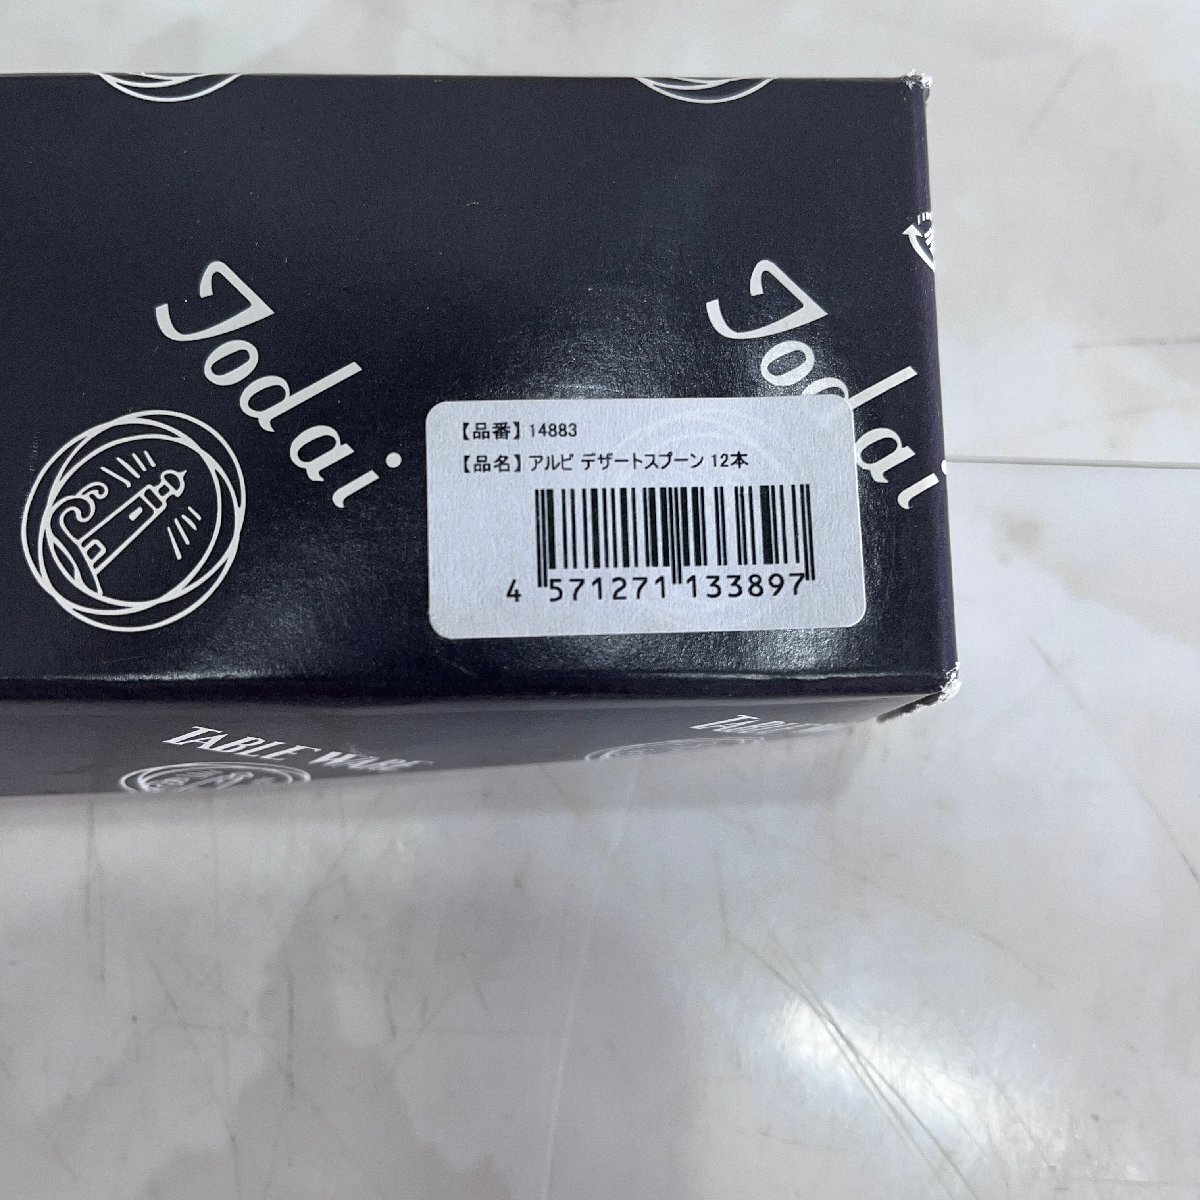 Jodai
Jodai
【品番】14883
【品名】アルビ デザートスプーン 12本
4 571271 133897
TABLE WARE
TABLE W